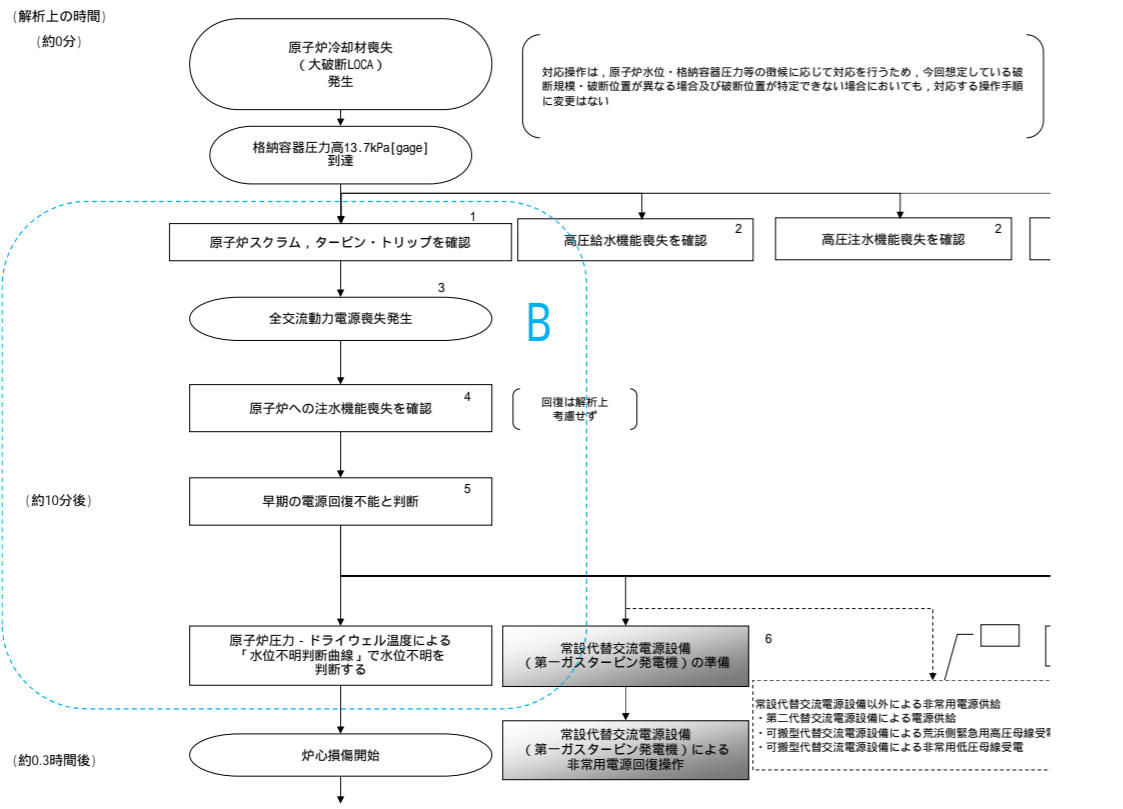 （解析上の時間）
（約0分）
原子炉冷却材喪失
（大破断LOCA）
発生
対応操作は，原子炉水位・格納容器圧力等の徴候に応じて対応を行うため，今回想定している破
断規模・破断位置が異なる場合及び破断位置が特定できない場合においても，対応する操作手順
に変更はない
格納容器圧力高13.7kPa[gage]
到達
1
原子炉スクラム，タービン・トリップを確認
2
高圧給水機能喪失を確認
2
高圧注水機能喪失を確認
3
全交流動力電源喪失発生
B
4
原子炉への注水機能喪失を確認
回復は解析上
考慮せず
5
（約10分後）
早期の電源回復不能と判断
原子炉圧力‐ドライウェル温度による
「水位不明判断曲線」で水位不明を
判断する
常設代替交流電源設備
（第一ガスタービン発電機）の準備
6
常設代替交流電源設備以外による非常用電源供給
・第二代替交流電源設備による電源供給
・可搬型代替交流電源設備による荒浜側緊急用高圧母線受
・可搬型代替交流電源設備による非常用低圧母線受電
（約0.3時間後）
炉心損傷開始
常設代替交流電源設備
（第一ガスタービン発電機）による
非常用電源回復操作